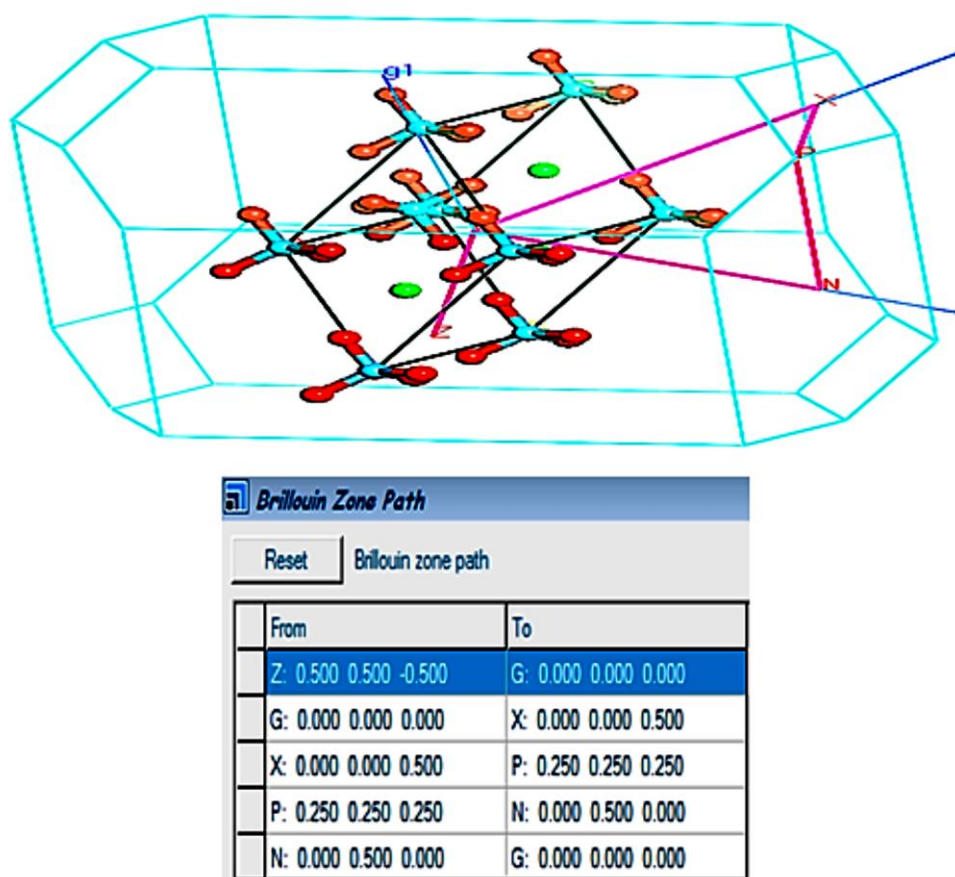 g1
X
P
N
Z
Brillouin Zone Path
Reset Brillouin zone path
From To
Z: 0.500 0.500 -0.500 G: 0.000 0.000 0.000
G: 0.000 0.000 0.000 X: 0.000 0.000 0.500
X: 0.000 0.000 0.500 P: 0.250 0.250 0.250
P: 0.250 0.250 0.250 N: 0.000 0.500 0.000
N: 0.000 0.500 0.000 G: 0.000 0.000 0.000